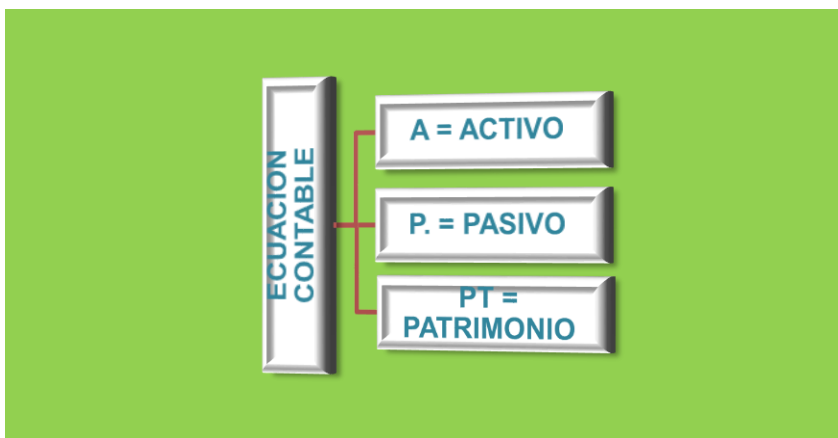 ECUACION
CONTABLE
A = ACTIVO
P. = PASIVO
PT =
PATRIMONIO